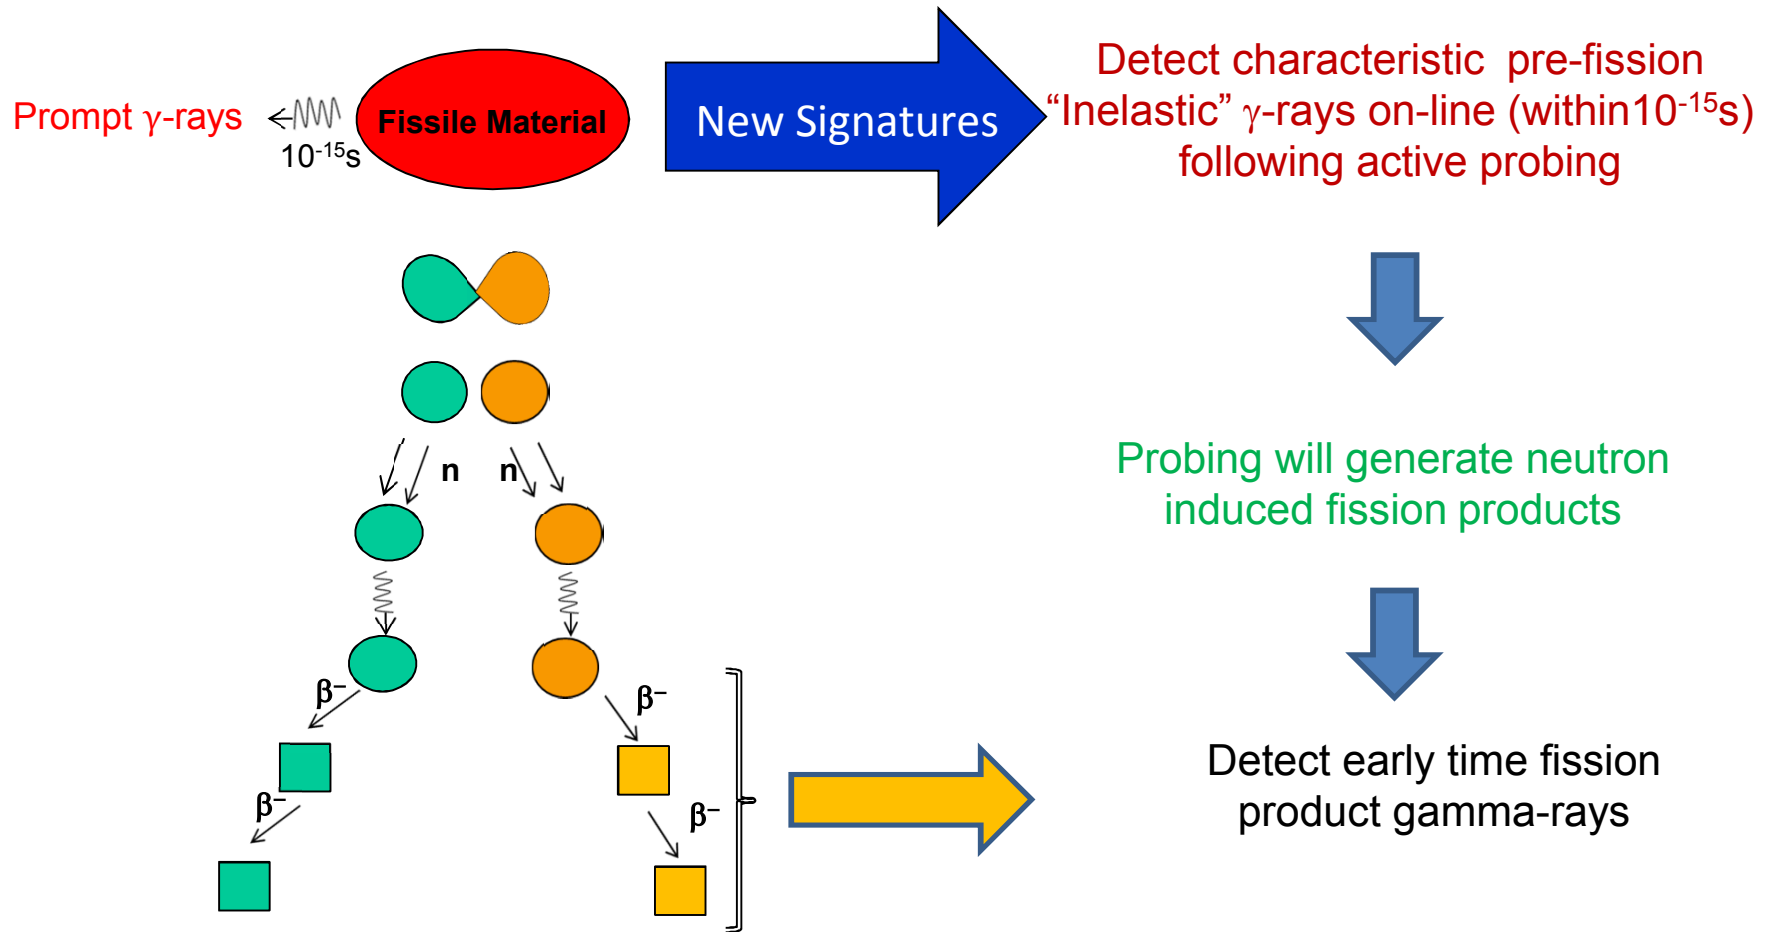 Prompt γ-rays
10⁻¹⁵s
Fissile Material
New Signatures
Detect characteristic pre-fission
“Inelastic” γ-rays on-line (within10⁻¹⁵s)
following active probing
n
n
Probing will generate neutron
induced fission products
β⁻
β⁻
β⁻
β⁻
Detect early time fission
product gamma-rays